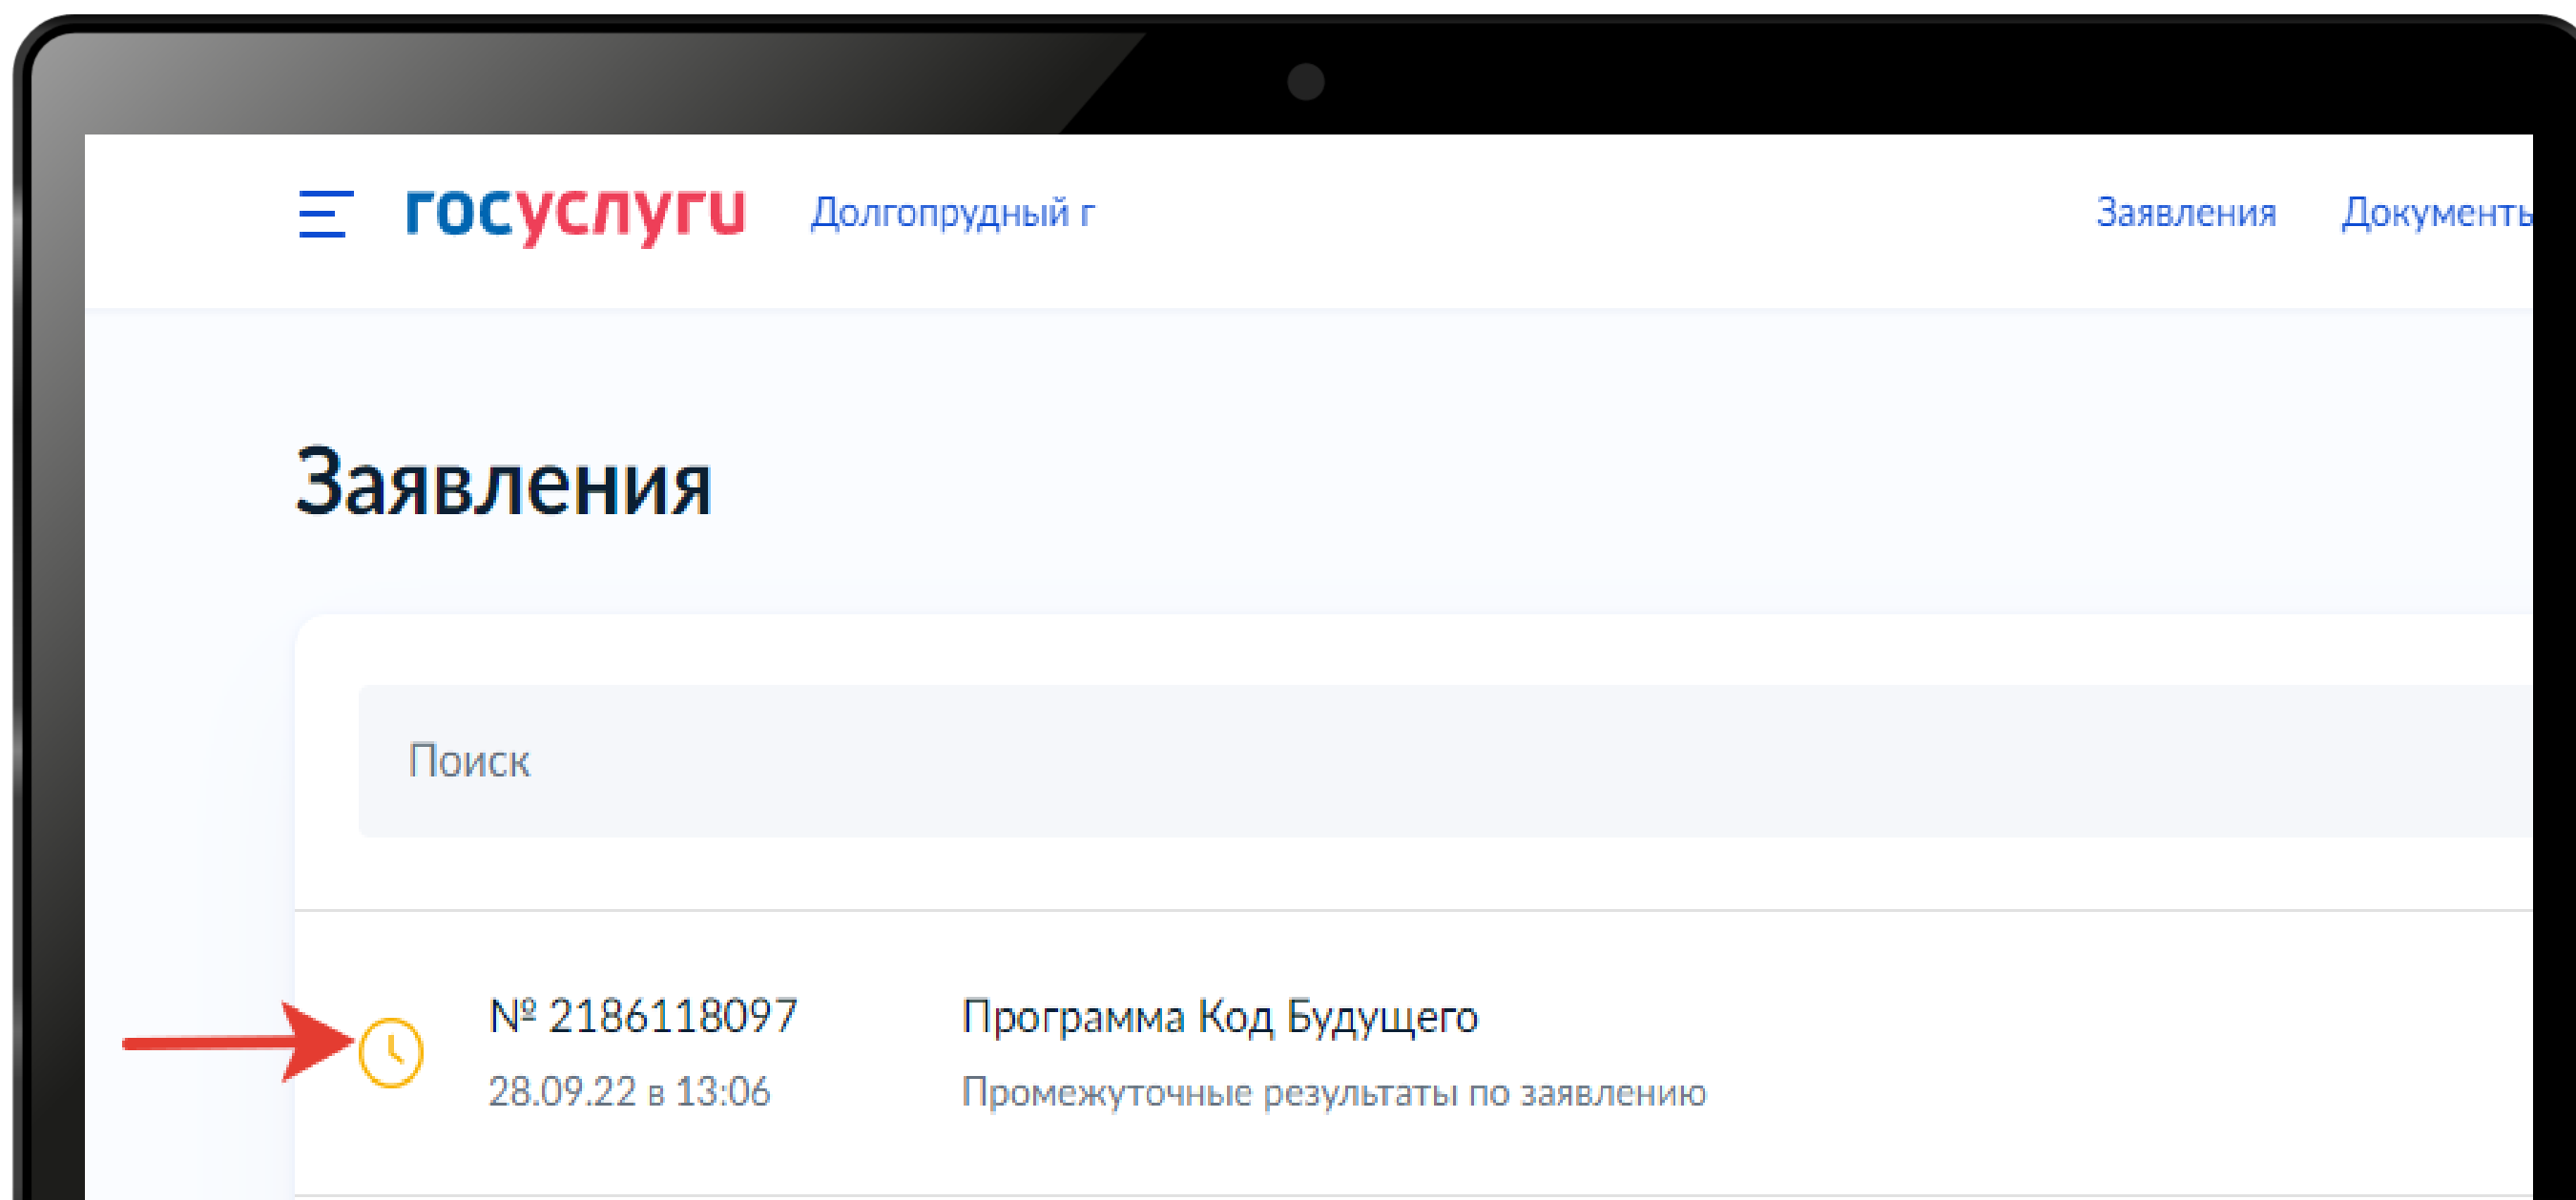 госуслуги Долгопрудный г Заявления Документы
Заявления
Поиск
№ 2186118097 Программа Код Будущего
28.09.22 в 13:06 Промежуточные результаты по заявлению